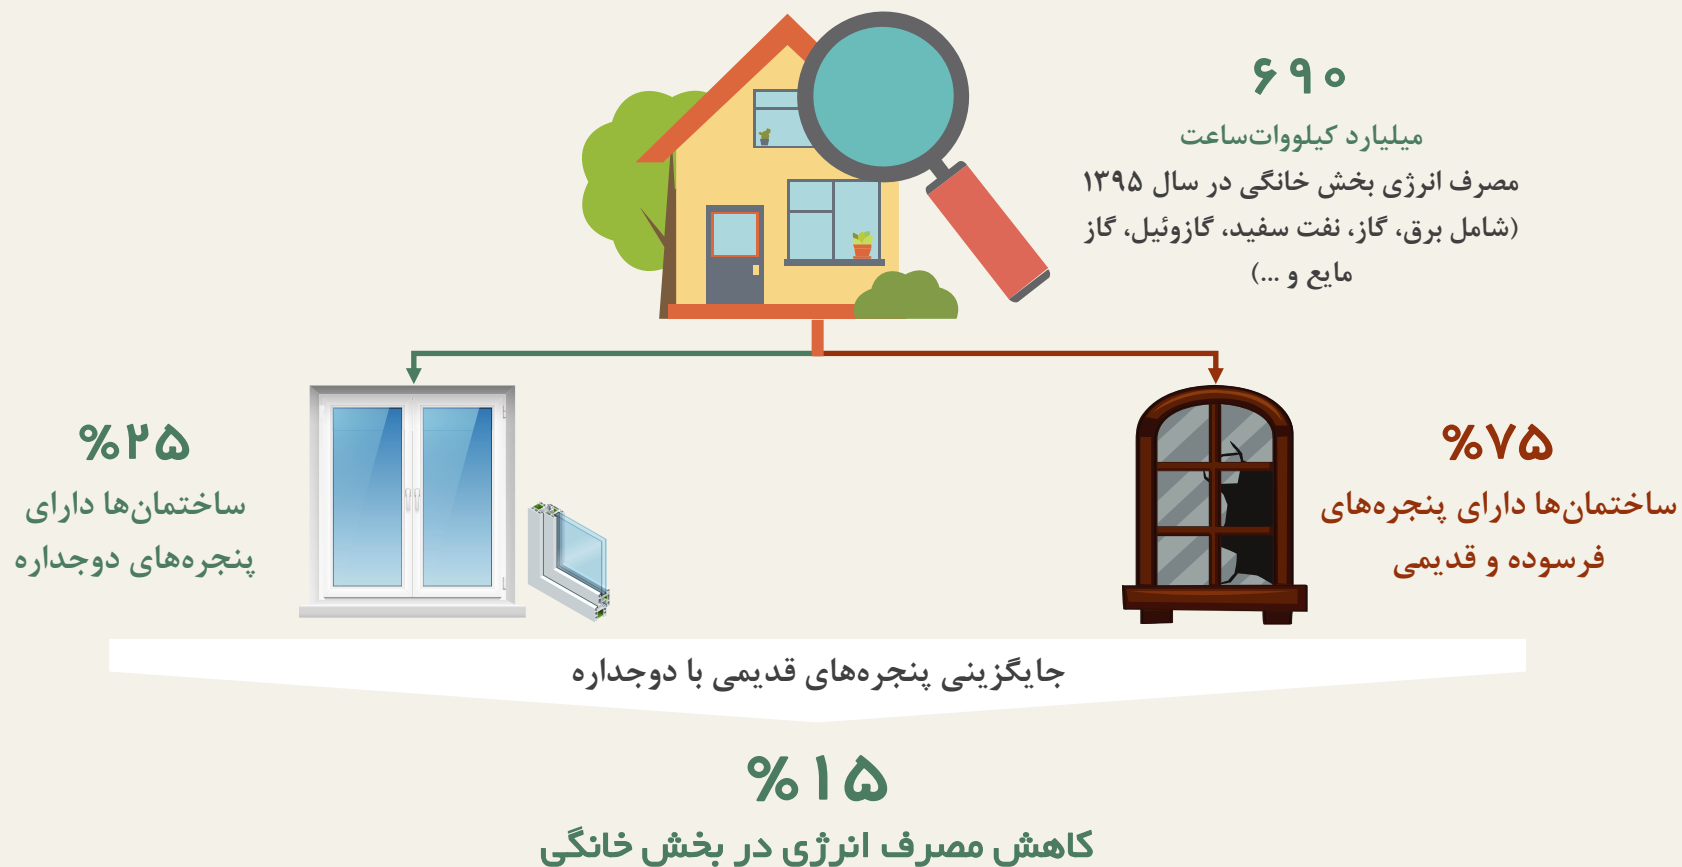 ۶۹۰
میلیارد کیلووات‌ساعت
مصرف انرژی بخش خانگی در سال ۱۳۹۵
(شامل برق، گاز، نفت سفید، گازوئیل، گاز
مایع و ...)
%۷۵
ساختمان‌ها دارای پنجره‌های
فرسوده و قدیمی
%۲۵
ساختمان‌ها دارای
پنجره‌های دوجداره
جایگزینی پنجره‌های قدیمی با دوجداره
%۱۵
کاهش مصرف انرژی در بخش خانگی